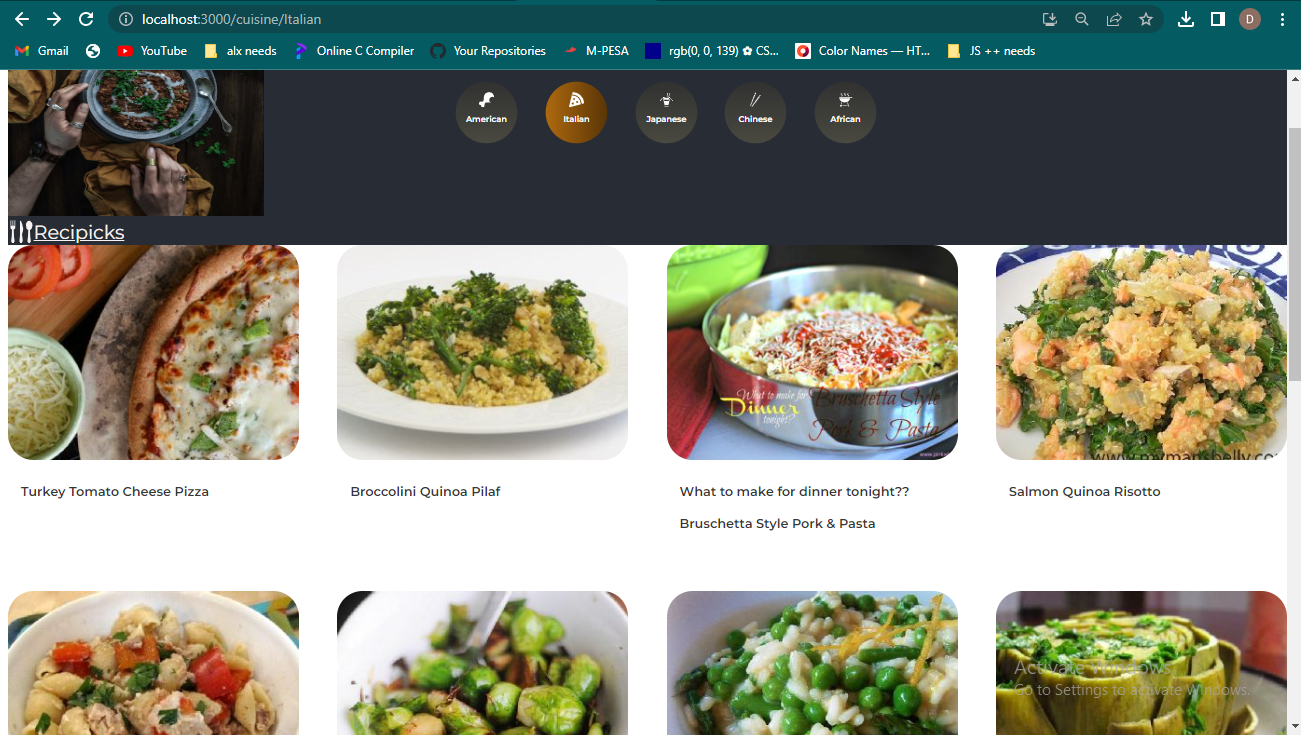 localhost:3000/cuisine/Italian
D
Gmail
YouTube
alx needs
Online C Compiler
Your Repositories
M-PESA
rgb(0, 0, 139) ✿ CS...
Color Names — HT...
JS ++ needs
American
Italian
Japanese
Chinese
African
Recipicks
What to make for
Dinner
tonight?
Bruschetta Style
Pork & Pasta
Turkey Tomato Cheese Pizza
Broccolini Quinoa Pilaf
What to make for dinner tonight??
Bruschetta Style Pork & Pasta
Salmon Quinoa Risotto
Activate Windows
Go to Settings to activate Windows.